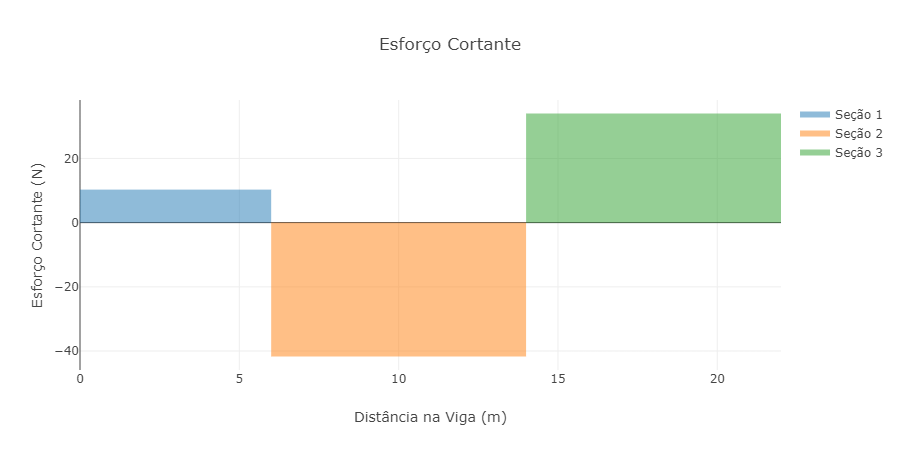 Esforço Cortante
Seção 1
Seção 2
Seção 3
Esforço Cortante (N)
20
0
−20
−40
0 5 10 15 20
Distância na Viga (m)